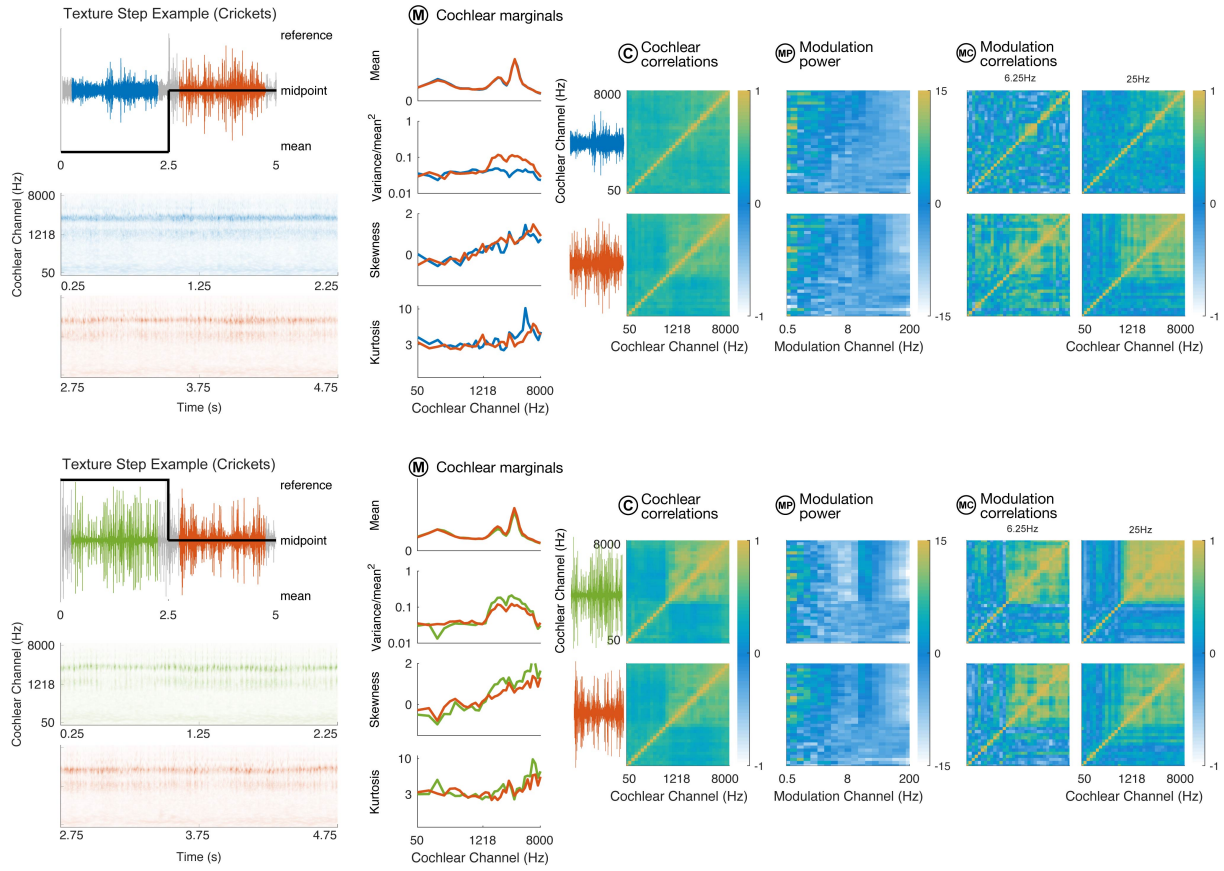 Texture Step Example (Crickets)
reference
midpoint
mean
0 2.5 5
Cochlear Channel (Hz)
8000
1218
50
0.25 1.25 2.25
2.75 3.75 4.75
Time (s)
M Cochlear marginals
Mean
0
Variance/mean²
1
0.1
0.01
Skewness
2
0
Kurtosis
10
3
50 1218 8000
Cochlear Channel (Hz)
C Cochlear
correlations
Cochlear Channel (Hz)
8000
50
1
0
-1
50 1218 8000
Cochlear Channel (Hz)
MP Modulation
power
15
0
-15
0.5 8 200
Modulation Channel (Hz)
MC Modulation
correlations
6.25Hz
25Hz
1
0
-1
50 1218 8000
Cochlear Channel (Hz)
Texture Step Example (Crickets)
reference
midpoint
mean
0 2.5 5
Cochlear Channel (Hz)
8000
1218
50
0.25 1.25 2.25
2.75 3.75 4.75
Time (s)
M Cochlear marginals
Mean
0
Variance/mean²
1
0.1
0.01
Skewness
2
0
Kurtosis
10
3
50 1218 8000
Cochlear Channel (Hz)
C Cochlear
correlations
Cochlear Channel (Hz)
8000
50
1
0
-1
50 1218 8000
Cochlear Channel (Hz)
MP Modulation
power
15
0
-15
0.5 8 200
Modulation Channel (Hz)
MC Modulation
correlations
6.25Hz
25Hz
1
0
-1
50 1218 8000
Cochlear Channel (Hz)